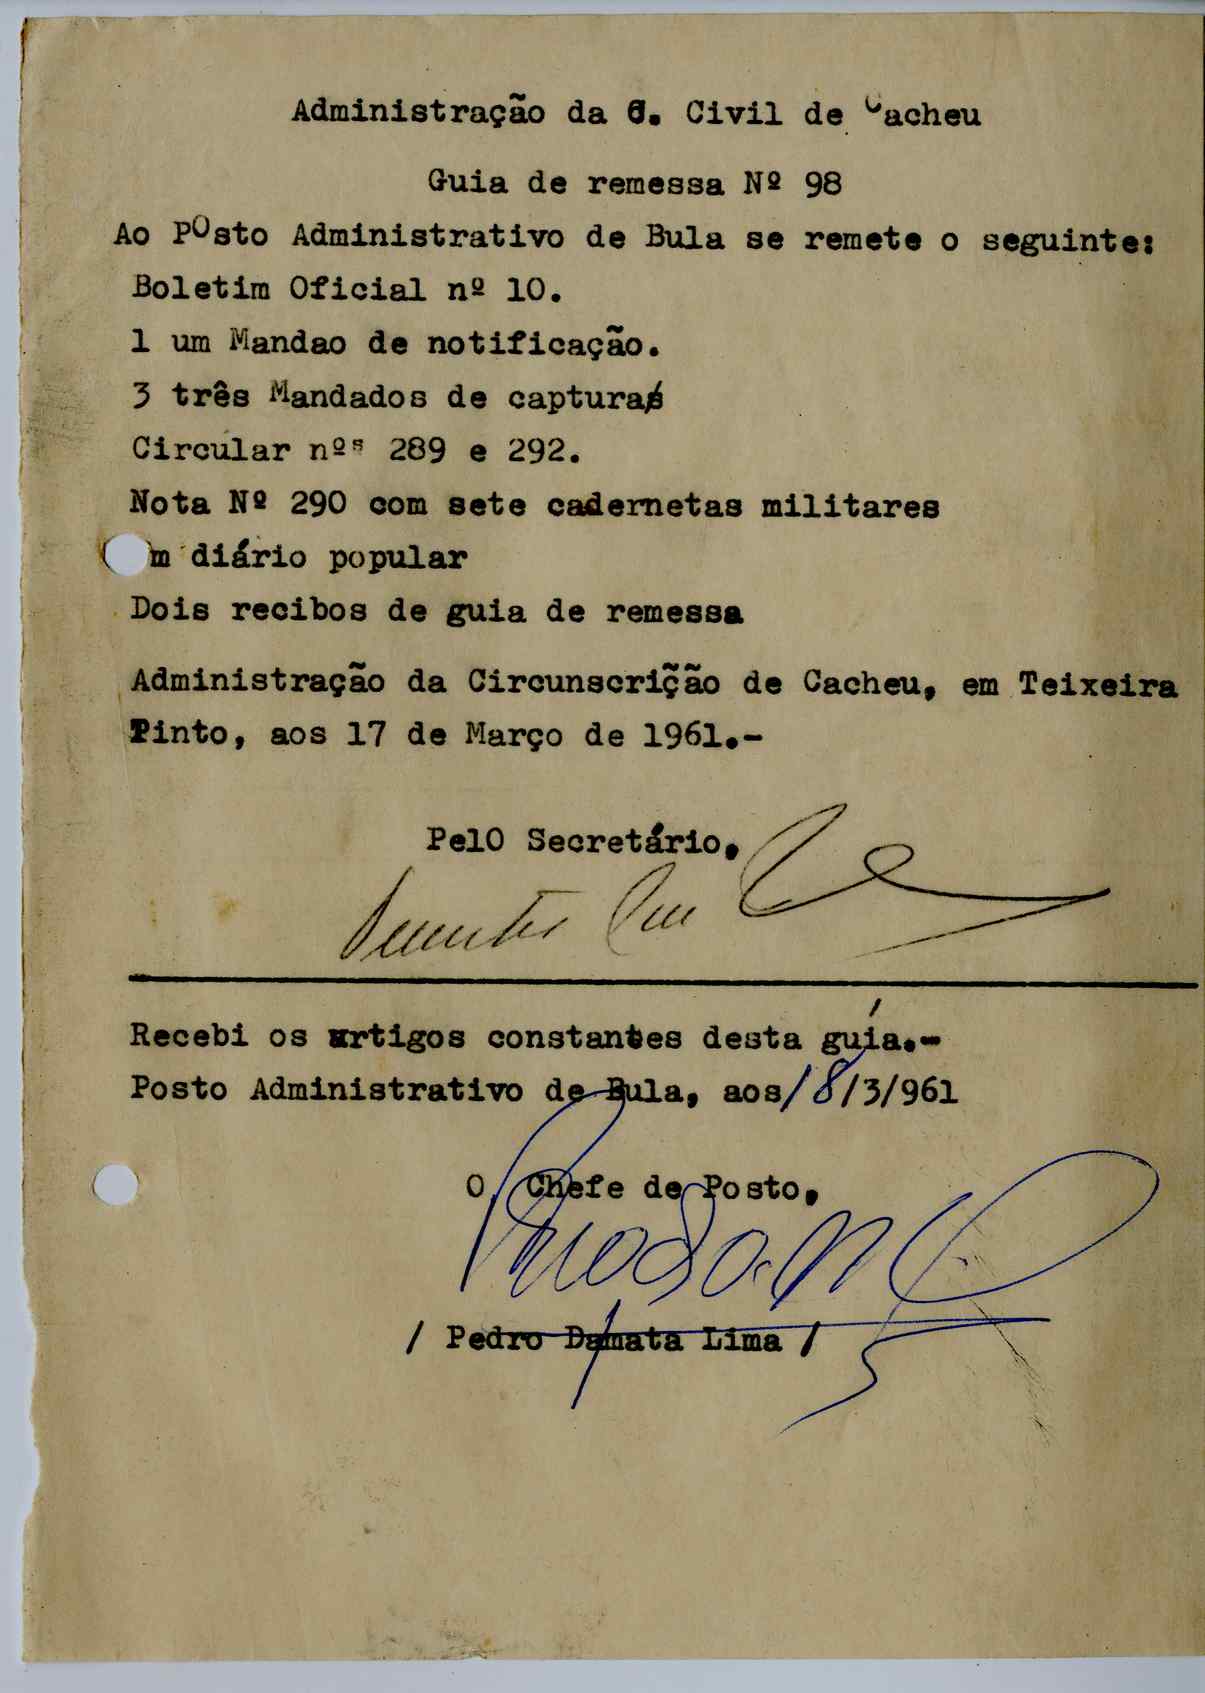 Administração da C. Civil de Cacheu
Guia de remessa Nº 98
Ao POsto Administrativo de Bula se remete o seguinte:
Boletim Oficial nº 10.
1 um Mandao de notificação.
3 três Mandados de captura
Circular nºs 289 e 292.
Nota Nº 290 com sete cadernetas militares
m diário popular
Dois recibos de guia de remessa
Administração da Circunscrição de Cacheu, em Teixeira
Pinto, aos 17 de Março de 1961.-
PelO Secretário,
Recebi os artigos constantes desta guía.-
Posto Administrativo de Bula, aos 18/3/961
O Chefe de Posto,
/ Pedro Damata Lima /